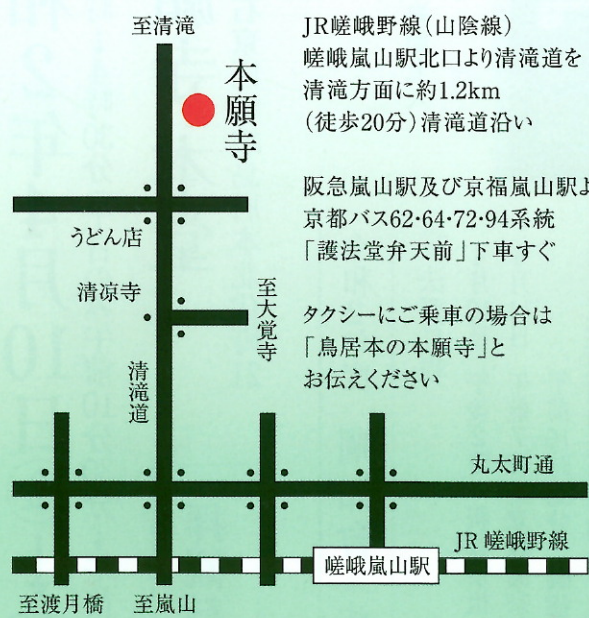 至清滝
本願寺
うどん店
清凉寺
至大覚寺
清滝道
丸太町通
JR 嵯峨野線
嵯峨嵐山駅
至渡月橋
至嵐山
JR嵯峨野線(山陰線)
嵯峨嵐山駅北口より清滝道を
清滝方面に約1.2km
(徒歩20分)清滝道沿い
阪急嵐山駅及び京福嵐山駅よ
京都バス62・64・72・94系統
「護法堂弁天前」下車すぐ
タクシーにご乗車の場合は
「鳥居本の本願寺」と
お伝えください